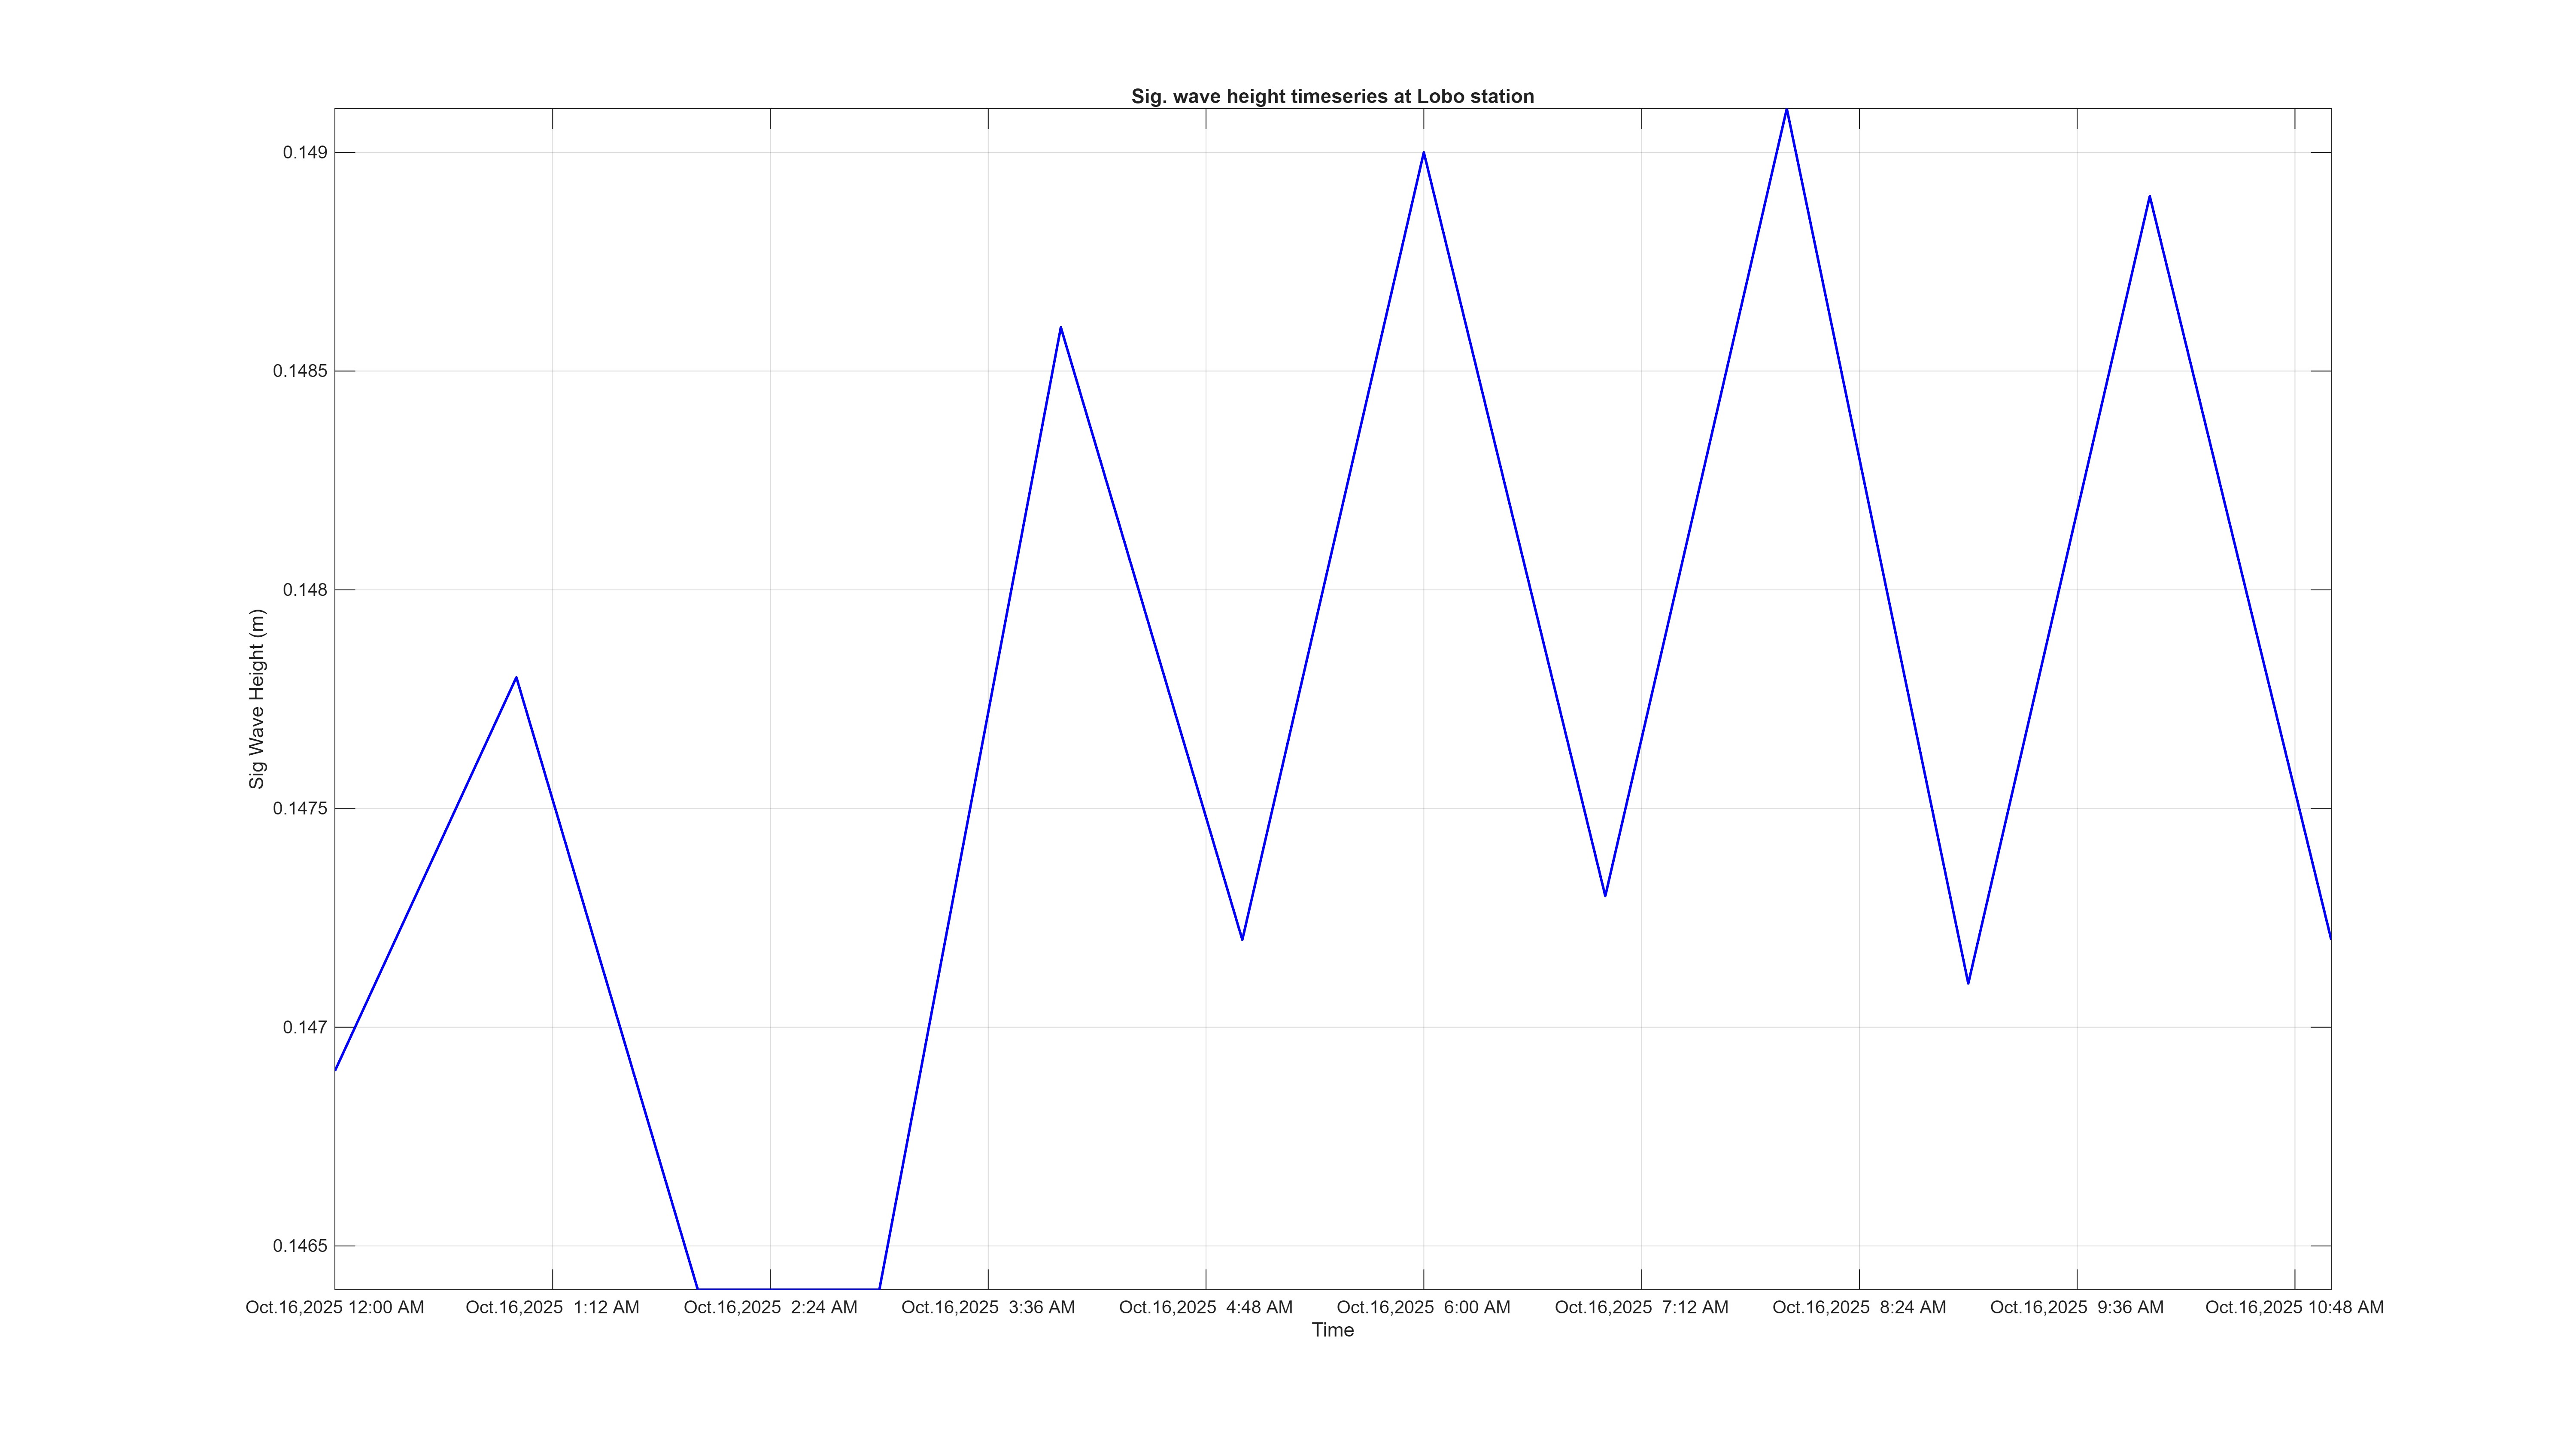 Sig. wave height timeseries at Lobo station
0.149
0.1485
0.148
0.1475
0.147
0.1465
Sig Wave Height (m)
Oct.16,2025 12:00 AM
Oct.16,2025  1:12 AM
Oct.16,2025  2:24 AM
Oct.16,2025  3:36 AM
Oct.16,2025  4:48 AM
Oct.16,2025  6:00 AM
Oct.16,2025  7:12 AM
Oct.16,2025  8:24 AM
Oct.16,2025  9:36 AM
Oct.16,2025 10:48 AM
Time